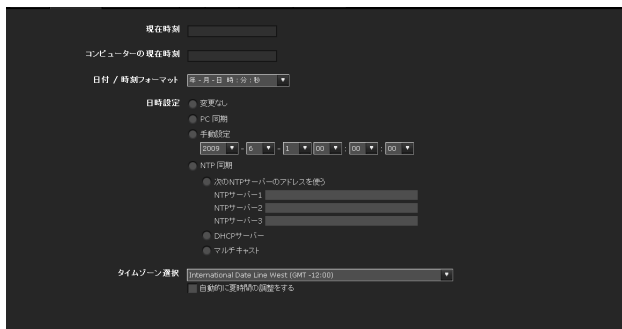 現在時刻
コンピューターの現在時刻
日付 / 時刻フォーマット 年 - 月 - 日 時 : 分 : 秒
日時設定 変更なし
PC 同期
手動設定
2009 - 6 - 1 00 : 00 : 00
NTP 同期
次のNTPサーバーのアドレスを使う
NTPサーバー1
NTPサーバー2
NTPサーバー3
DHCPサーバー
マルチキャスト
タイムゾーン選択 International Date Line West (GMT -12:00)
自動的に夏時間の調整をする